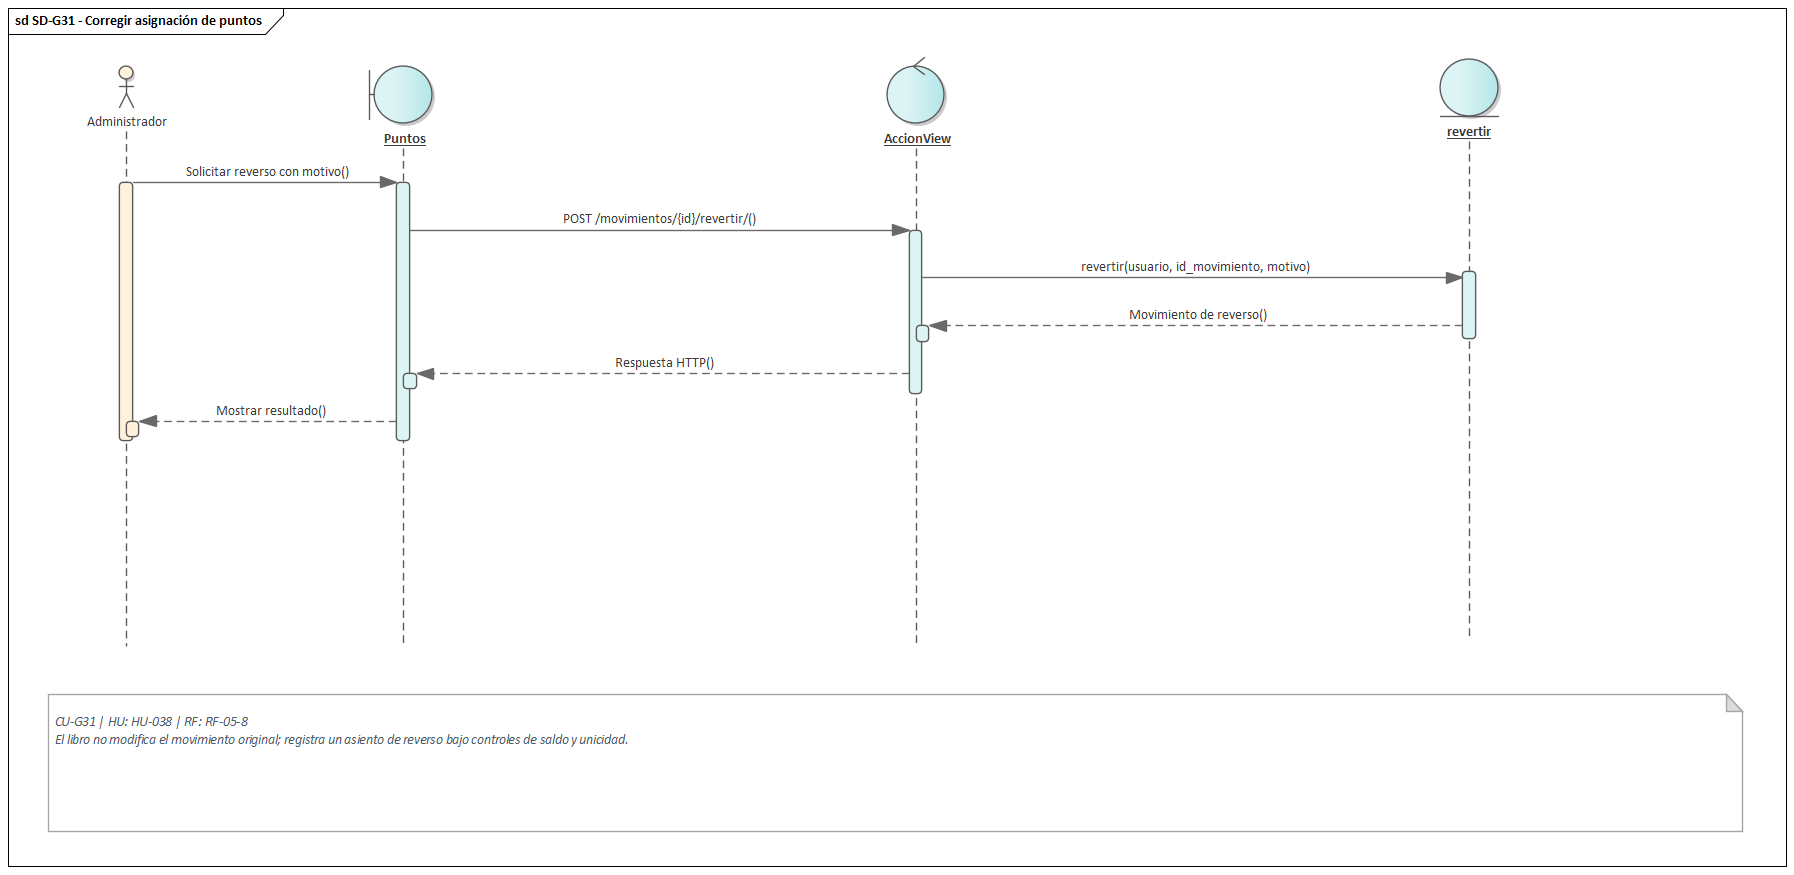 sd SD-G31 - Corregir asignación de puntos
Administrador
Puntos
AccionView
revertir
Solicitar reverso con motivo()
POST /movimientos/{id}/revertir/()
revertir(usuario, id_movimiento, motivo)
Movimiento de reverso()
Respuesta HTTP()
Mostrar resultado()
CU-G31 | HU: HU-038 | RF: RF-05-8
El libro no modifica el movimiento original; registra un asiento de reverso bajo controles de saldo y unicidad.